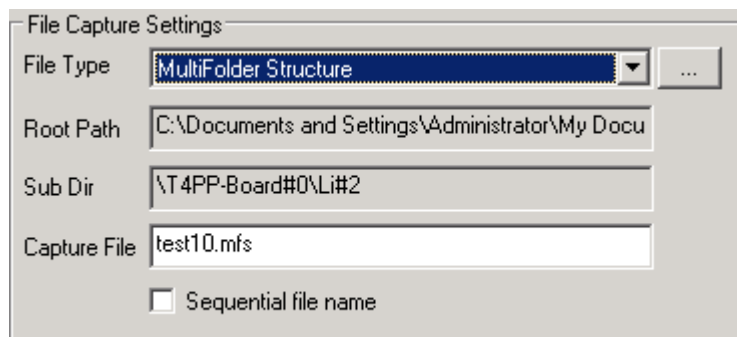 File Capture Settings
File Type MultiFolder Structure ...
Root Path C:\Documents and Settings\Administrator\My Docu
Sub Dir \T4PP-Board#0\Li#2
Capture File test10.mfs
Sequential file name